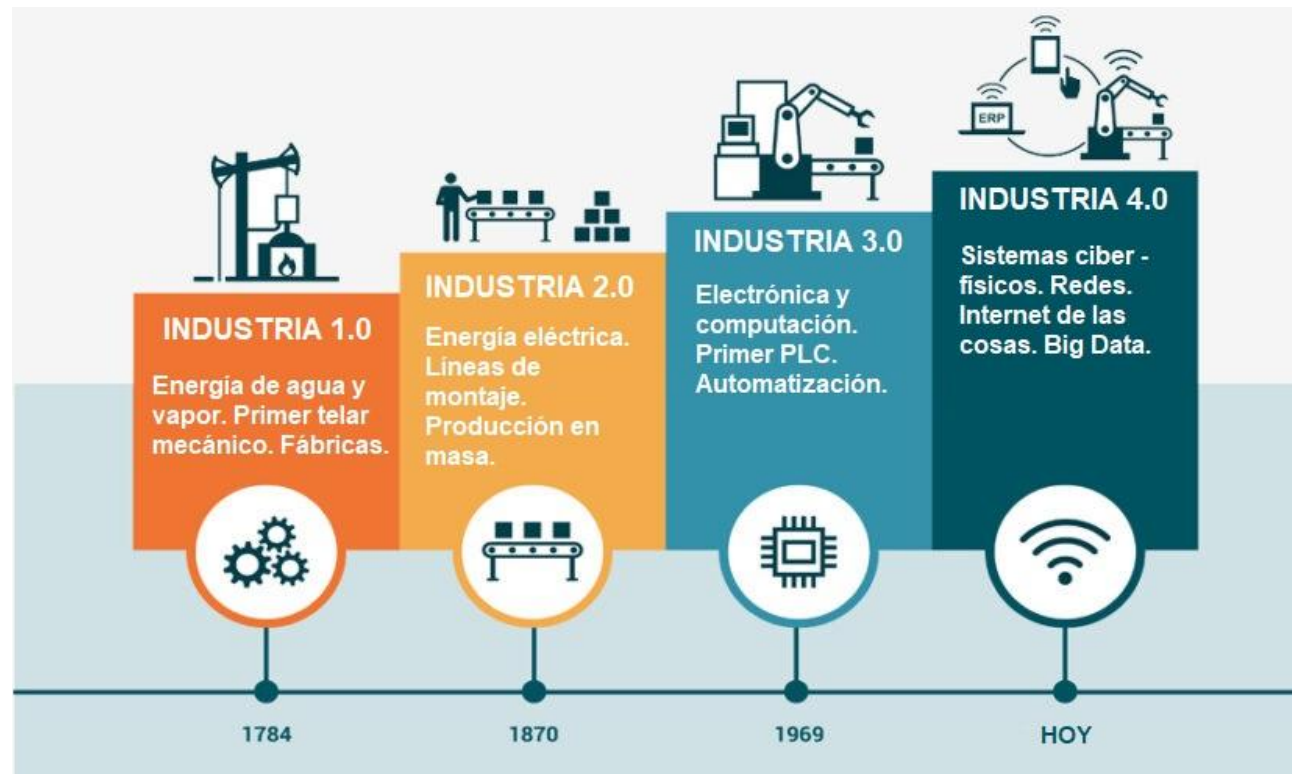 ERP
INDUSTRIA 1.0
Energía de agua y
vapor. Primer telar
mecánico. Fábricas.
INDUSTRIA 2.0
Energía eléctrica.
Líneas de
montaje.
Producción en
masa.
INDUSTRIA 3.0
Electrónica y
computación.
Primer PLC.
Automatización.
INDUSTRIA 4.0
Sistemas ciber -
fisicos. Redes.
Internet de las
cosas. Big Data.
1784
1870
1969
HOY